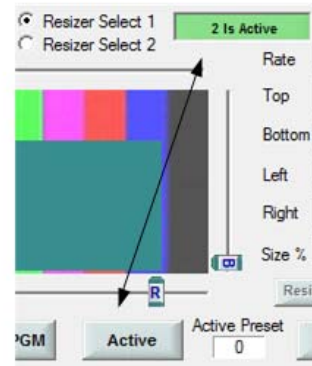 Resizer Select 1
2 Is Active
Resizer Select 2
Rate
Top
Bottom
Left
Right
Size %
B
R
Resi
PGM
Active
Active Preset
0